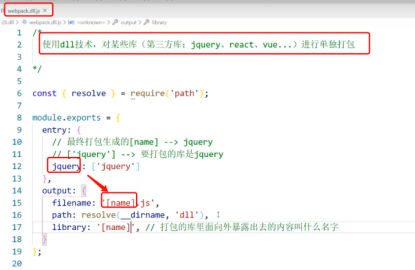 webpack.dll.js
webpack.dll.js > <unknown> > output > library
1 /*
2 使用dll技术，对某些库（第三方库：jquery、react、vue...）进行单独打包
4 */
6 const { resolve } = require('path');
8 module.exports = {
9 entry: {
10 // 最终打包生成的[name] --> jquery
11 // ['jquery'] --> 要打包的库是jquery
12 jquery: ['jquery']
13 },
14 output: {
15 filename: '[name].js',
16 path: resolve(__dirname, 'dll'),
17 library: '[name]', // 打包的库里面向外暴露出去的内容叫什么名字
18 }
19 };
20